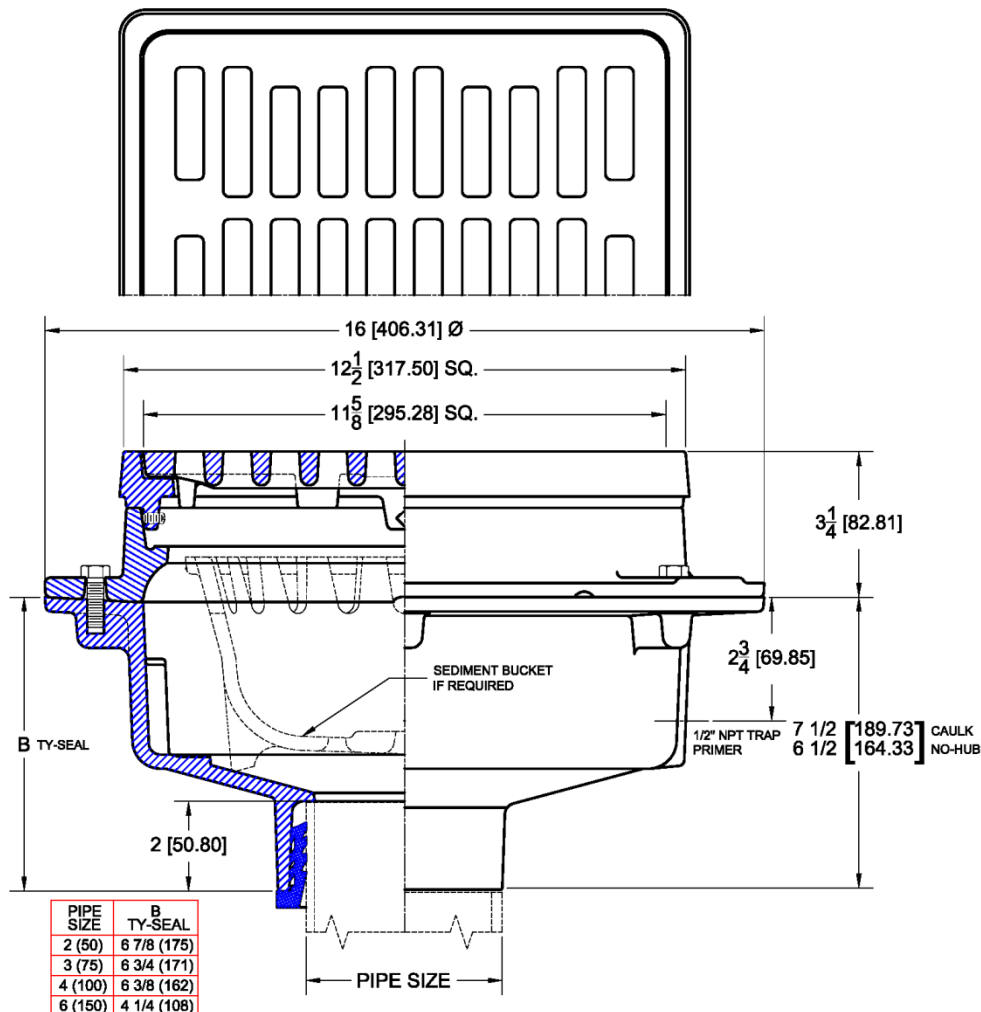 16 [406.31] Ø
12 1/2 [317.50] SQ.
11 5/8 [295.28] SQ.
3 1/4 [82.81]
2 3/4 [69.85]
SEDIMENT BUCKET
IF REQUIRED
B TY-SEAL
1/2" NPT TRAP
PRIMER
7 1/2 [189.73] CAULK
6 1/2 [164.33] NO-HUB
2 [50.80]
PIPE SIZE
PIPE SIZE B TY-SEAL
2 (50) 6 7/8 (175)
3 (75) 6 3/4 (171)
4 (100) 6 3/8 (162)
6 (150) 4 1/4 (108)